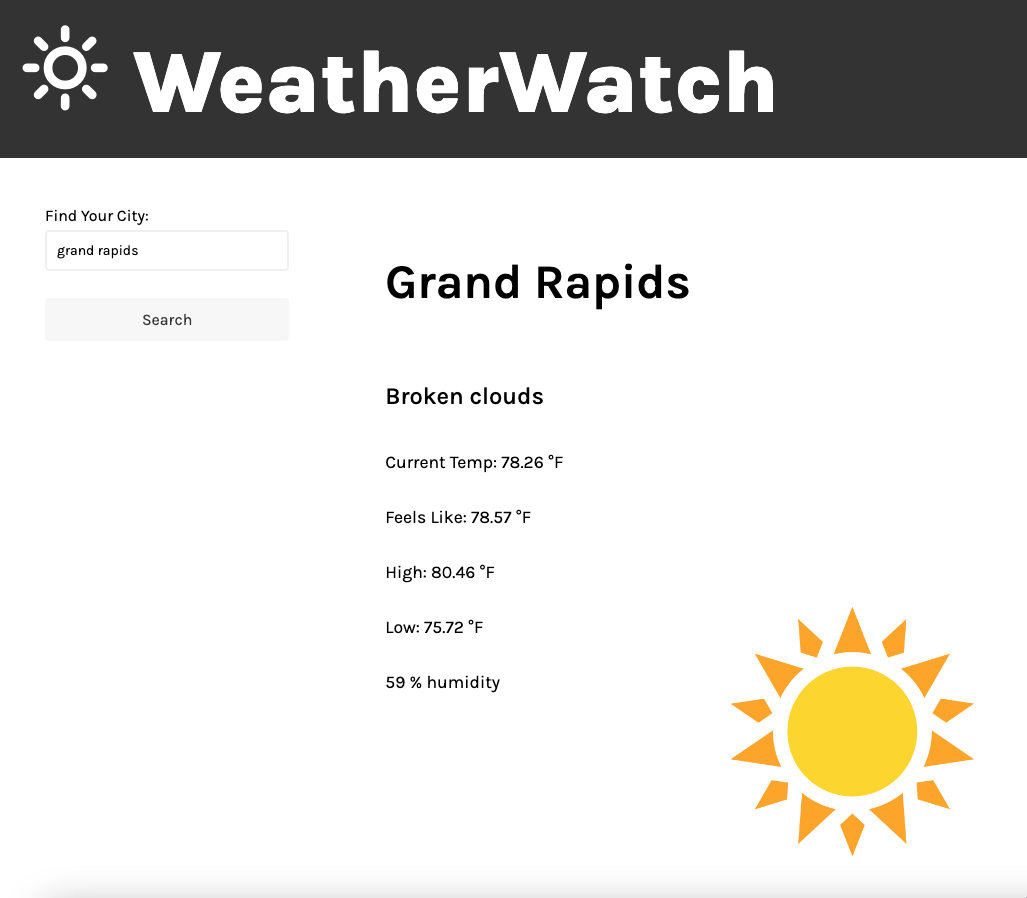 WeatherWatch
Find Your City:
grand rapids
Search
Grand Rapids
Broken clouds
Current Temp: 78.26 °F
Feels Like: 78.57 °F
High: 80.46 °F
Low: 75.72 °F
59 % humidity